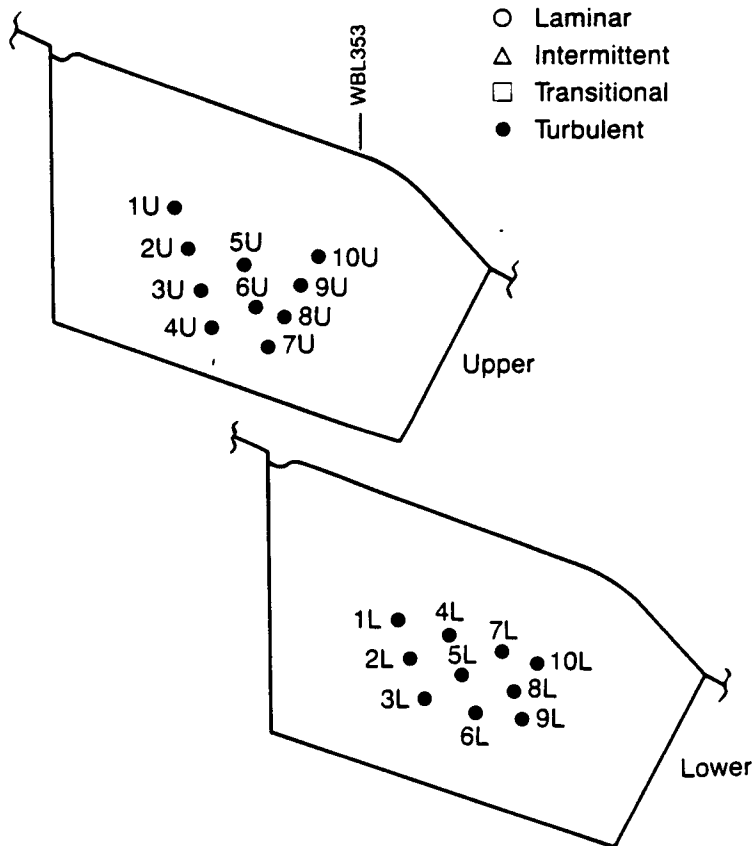 Laminar
Intermittent
Transitional
Turbulent
WBL353
1U
2U
5U
10U
3U
6U
9U
4U
8U
7U
Upper
1L
4L
7L
2L
5L
10L
3L
8L
6L
9L
Lower